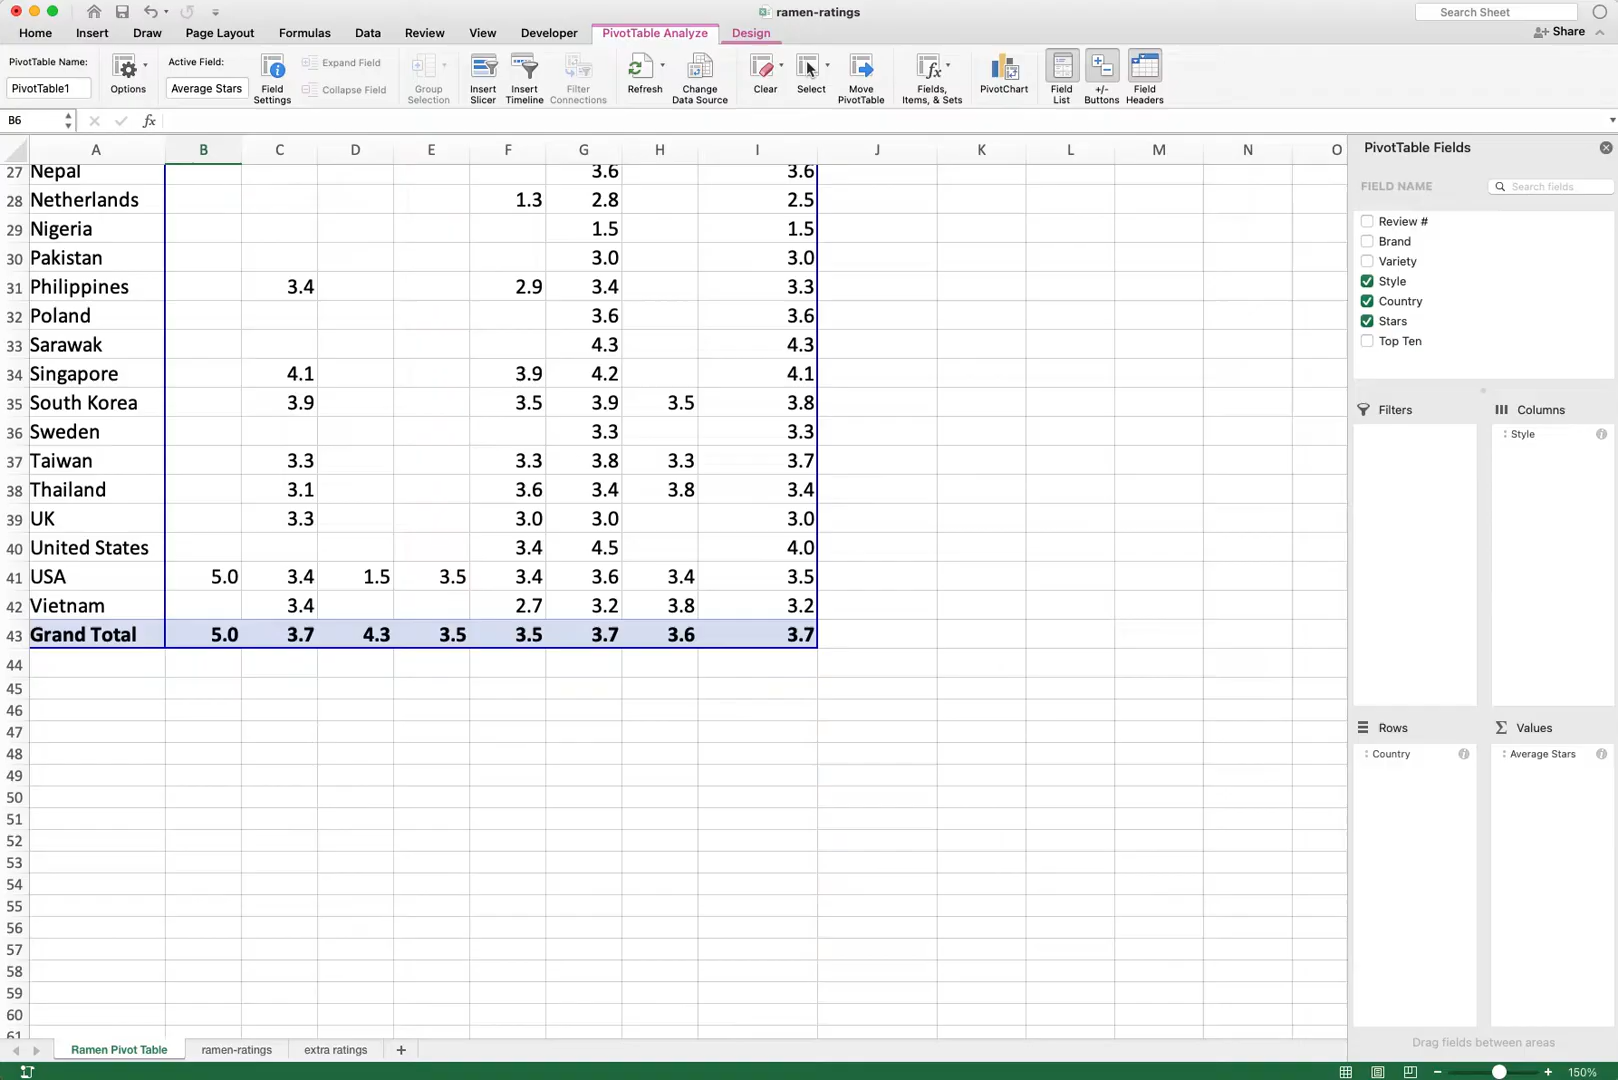 ramen-ratings
Search Sheet
Home Insert Draw Page Layout Formulas Data Review View Developer PivotTable Analyze Design Share
PivotTable Name: Active Field: Expand Field
PivotTable1 Options Average Stars Field Settings Collapse Field Group Selection Insert Slicer Insert Timeline Filter Connections Refresh Change Data Source Clear Select Move PivotTable Fields, Items, & Sets PivotChart Field List +/- Buttons Field Headers
B6 fx
A B C D E F G H I J K L M N O
27 Nepal 3.6 3.6
28 Netherlands 1.3 2.8 2.5
29 Nigeria 1.5 1.5
30 Pakistan 3.0 3.0
31 Philippines 3.4 2.9 3.4 3.3
32 Poland 3.6 3.6
33 Sarawak 4.3 4.3
34 Singapore 4.1 3.9 4.2 4.1
35 South Korea 3.9 3.5 3.9 3.5 3.8
36 Sweden 3.3 3.3
37 Taiwan 3.3 3.3 3.8 3.3 3.7
38 Thailand 3.1 3.6 3.4 3.8 3.4
39 UK 3.3 3.0 3.0 3.0
40 United States 3.4 4.5 4.0
41 USA 5.0 3.4 1.5 3.5 3.4 3.6 3.4 3.5
42 Vietnam 3.4 2.7 3.2 3.8 3.2
43 Grand Total 5.0 3.7 4.3 3.5 3.5 3.7 3.6 3.7
44
45
46
47
48
49
50
51
52
53
54
55
56
57
58
59
60
61
PivotTable Fields
FIELD NAME Search fields
Review #
Brand
Variety
Style
Country
Stars
Top Ten
Filters Columns
Style
Rows Values
Country Average Stars
Drag fields between areas
Ramen Pivot Table ramen-ratings extra ratings +
150%